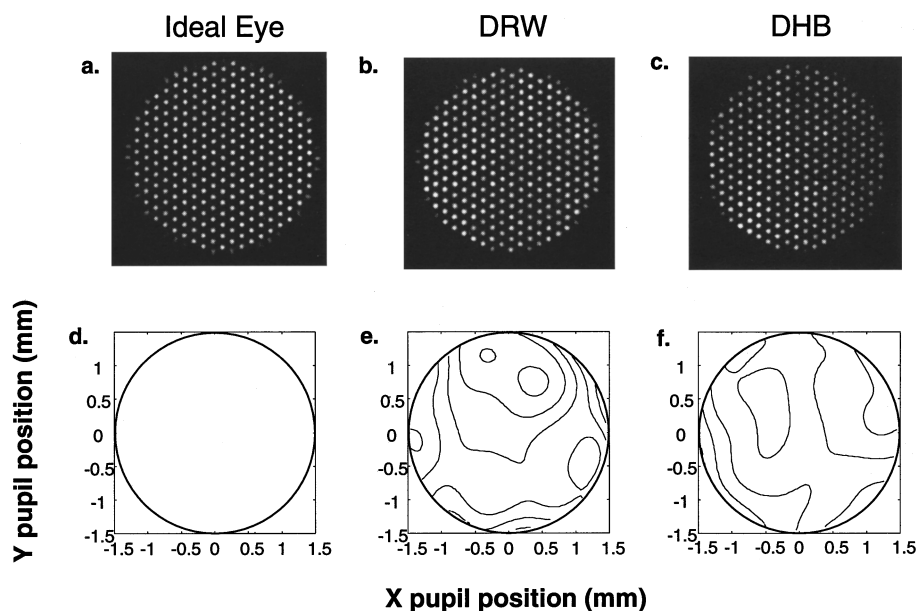 Ideal Eye DRW DHB
a. b. c.
d. e. f.
Y pupil position (mm)
1 1 1
0.5 0.5 0.5
0 0 0
-0.5 -0.5 -0.5
-1 -1 -1
-1.5 -1.5 -1.5
-1.5 -1 -0.5 0 0.5 1 1.5 -1.5 -1 -0.5 0 0.5 1 1.5 -1.5 -1 -0.5 0 0.5 1 1.5
X pupil position (mm)